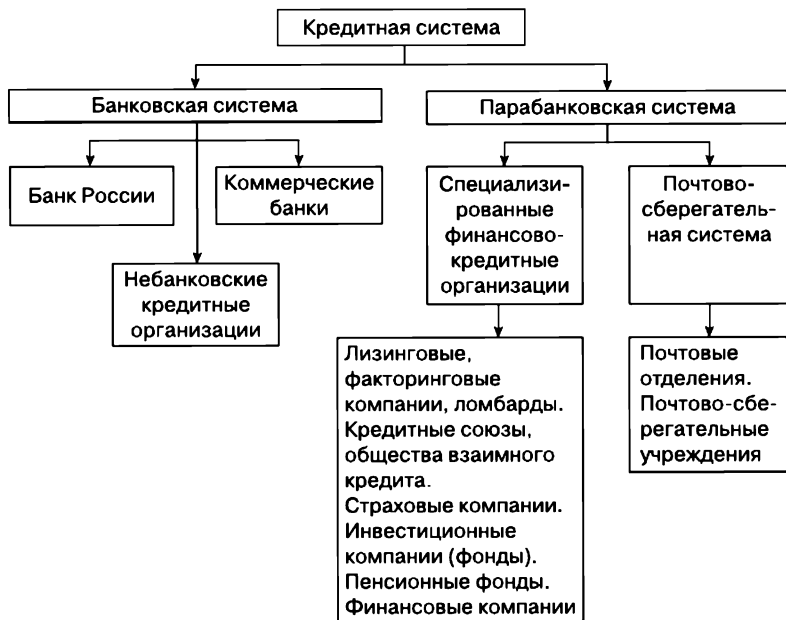 Кредитная система
Банковская система
Парабанковская система
Банк России
Коммерческие
банки
Небанковские
кредитные
организации
Специализи-
рованные
финансово-
кредитные
организации
Почтово-
сберегатель-
ная система
Лизинговые,
факторинговые
компании, ломбарды.
Кредитные союзы,
общества взаимного
кредита.
Страховые компании.
Инвестиционные
компании (фонды).
Пенсионные фонды.
Финансовые компании
Почтовые
отделения.
Почтово-сбе-
регательные
учреждения